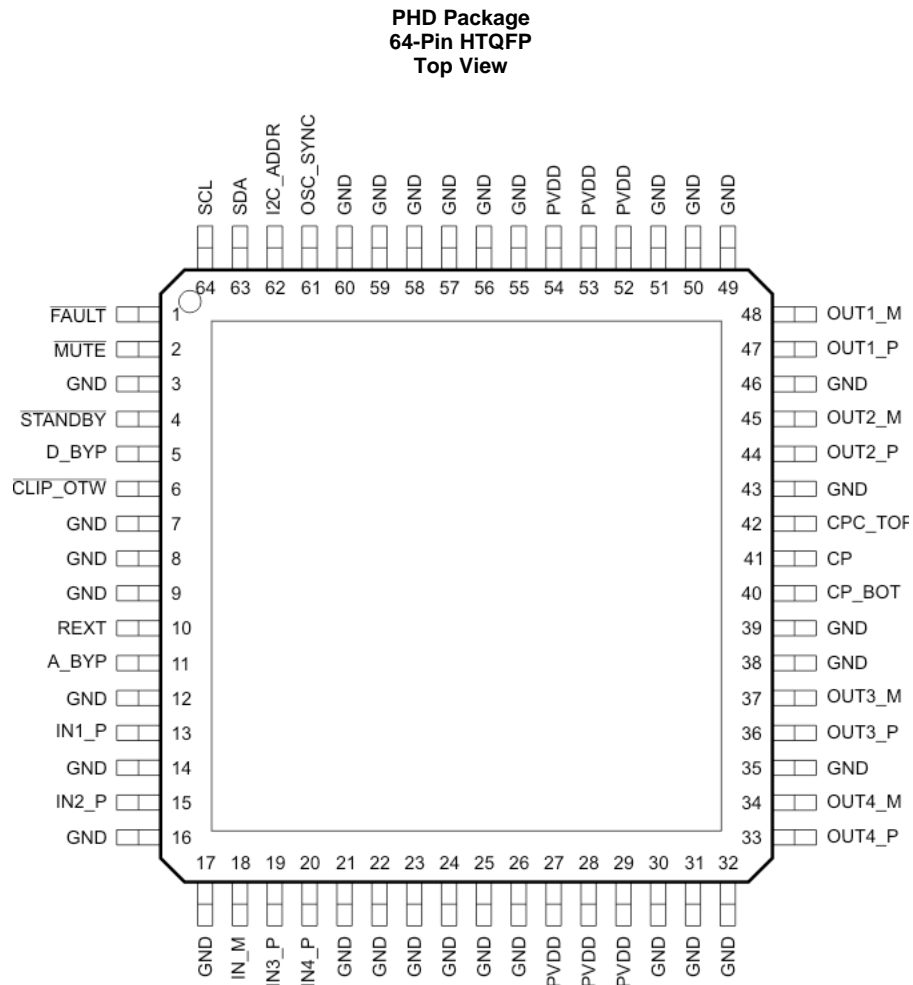 PHD Package
64-Pin HTQFP
Top View
SCL
SDA
I2C_ADDR
OSC_SYNC
GND
GND
GND
GND
GND
GND
PVDD
PVDD
PVDD
GND
GND
GND
64 63 62 61 60 59 58 57 56 55 54 53 52 51 50 49
FAULT 1
MUTE 2
GND 3
STANDBY 4
D_BYP 5
CLIP_OTW 6
GND 7
GND 8
GND 9
REXT 10
A_BYP 11
GND 12
IN1_P 13
GND 14
IN2_P 15
GND 16
48 OUT1_M
47 OUT1_P
46 GND
45 OUT2_M
44 OUT2_P
43 GND
42 CPC_TOP
41 CP
40 CP_BOT
39 GND
38 GND
37 OUT3_M
36 OUT3_P
35 GND
34 OUT4_M
33 OUT4_P
17 18 19 20 21 22 23 24 25 26 27 28 29 30 31 32
GND
IN_M
IN3_P
IN4_P
GND
GND
GND
GND
GND
GND
PVDD
PVDD
PVDD
GND
GND
GND